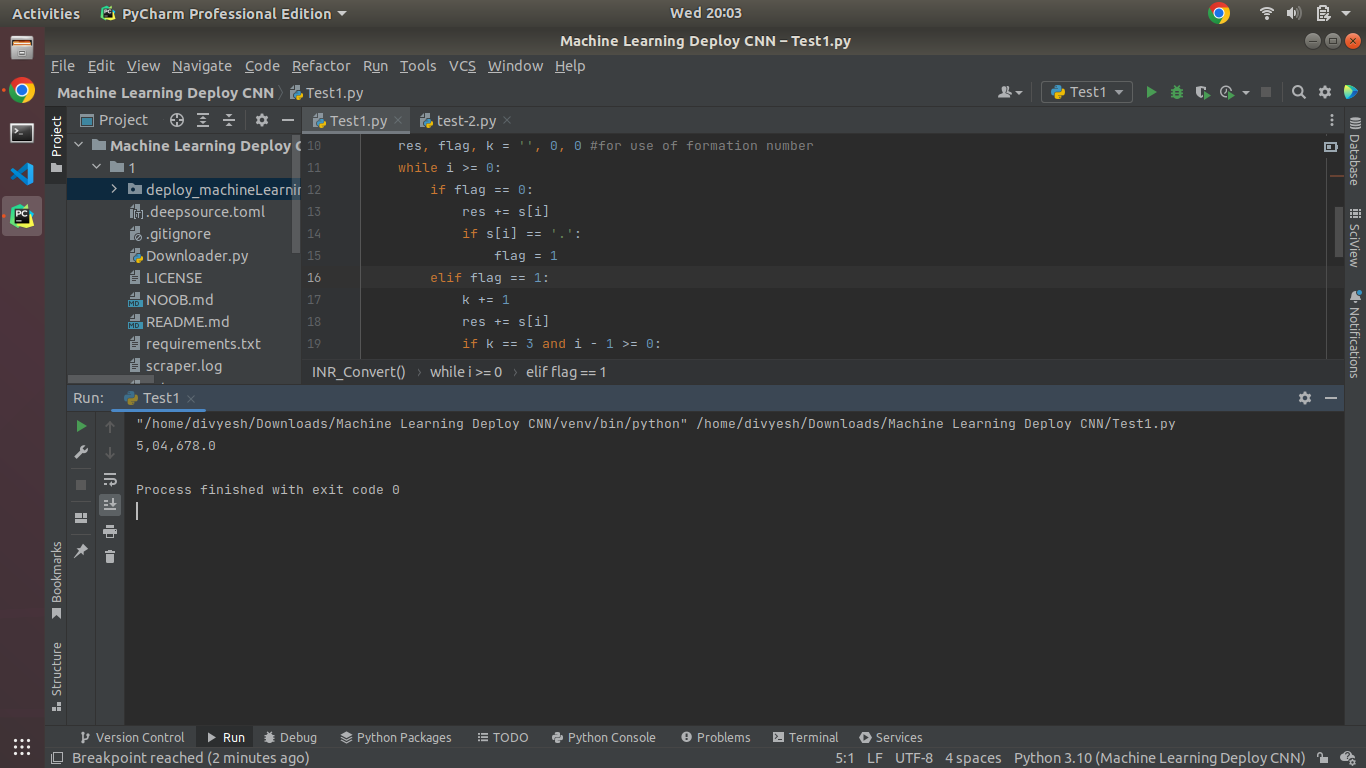 Activities PyCharm Professional Edition Wed 20:03
Machine Learning Deploy CNN – Test1.py
File Edit View Navigate Code Refactor Run Tools VCS Window Help
Machine Learning Deploy CNN Test1.py Test1
Project Project Test1.py test-2.py
Machine Learning Deploy
1
deploy_machineLearnin
.deepsource.toml
.gitignore
Downloader.py
LICENSE
NOOB.md
README.md
requirements.txt
scraper.log
10 res, flag, k = '', 0, 0 #for use of formation number
11 while i >= 0:
12 if flag == 0:
13 res += s[i]
14 if s[i] == '.':
15 flag = 1
16 elif flag == 1:
17 k += 1
18 res += s[i]
19 if k == 3 and i - 1 >= 0:
INR_Convert() while i >= 0 elif flag == 1
Database
SciView
Notifications
Run: Test1
"/home/divyesh/Downloads/Machine Learning Deploy CNN/venv/bin/python" /home/divyesh/Downloads/Machine Learning Deploy CNN/Test1.py
5,04,678.0
Process finished with exit code 0
Bookmarks
Structure
Version Control Run Debug Python Packages TODO Python Console Problems Terminal Services
Breakpoint reached (2 minutes ago) 5:1 LF UTF-8 4 spaces Python 3.10 (Machine Learning Deploy CNN)